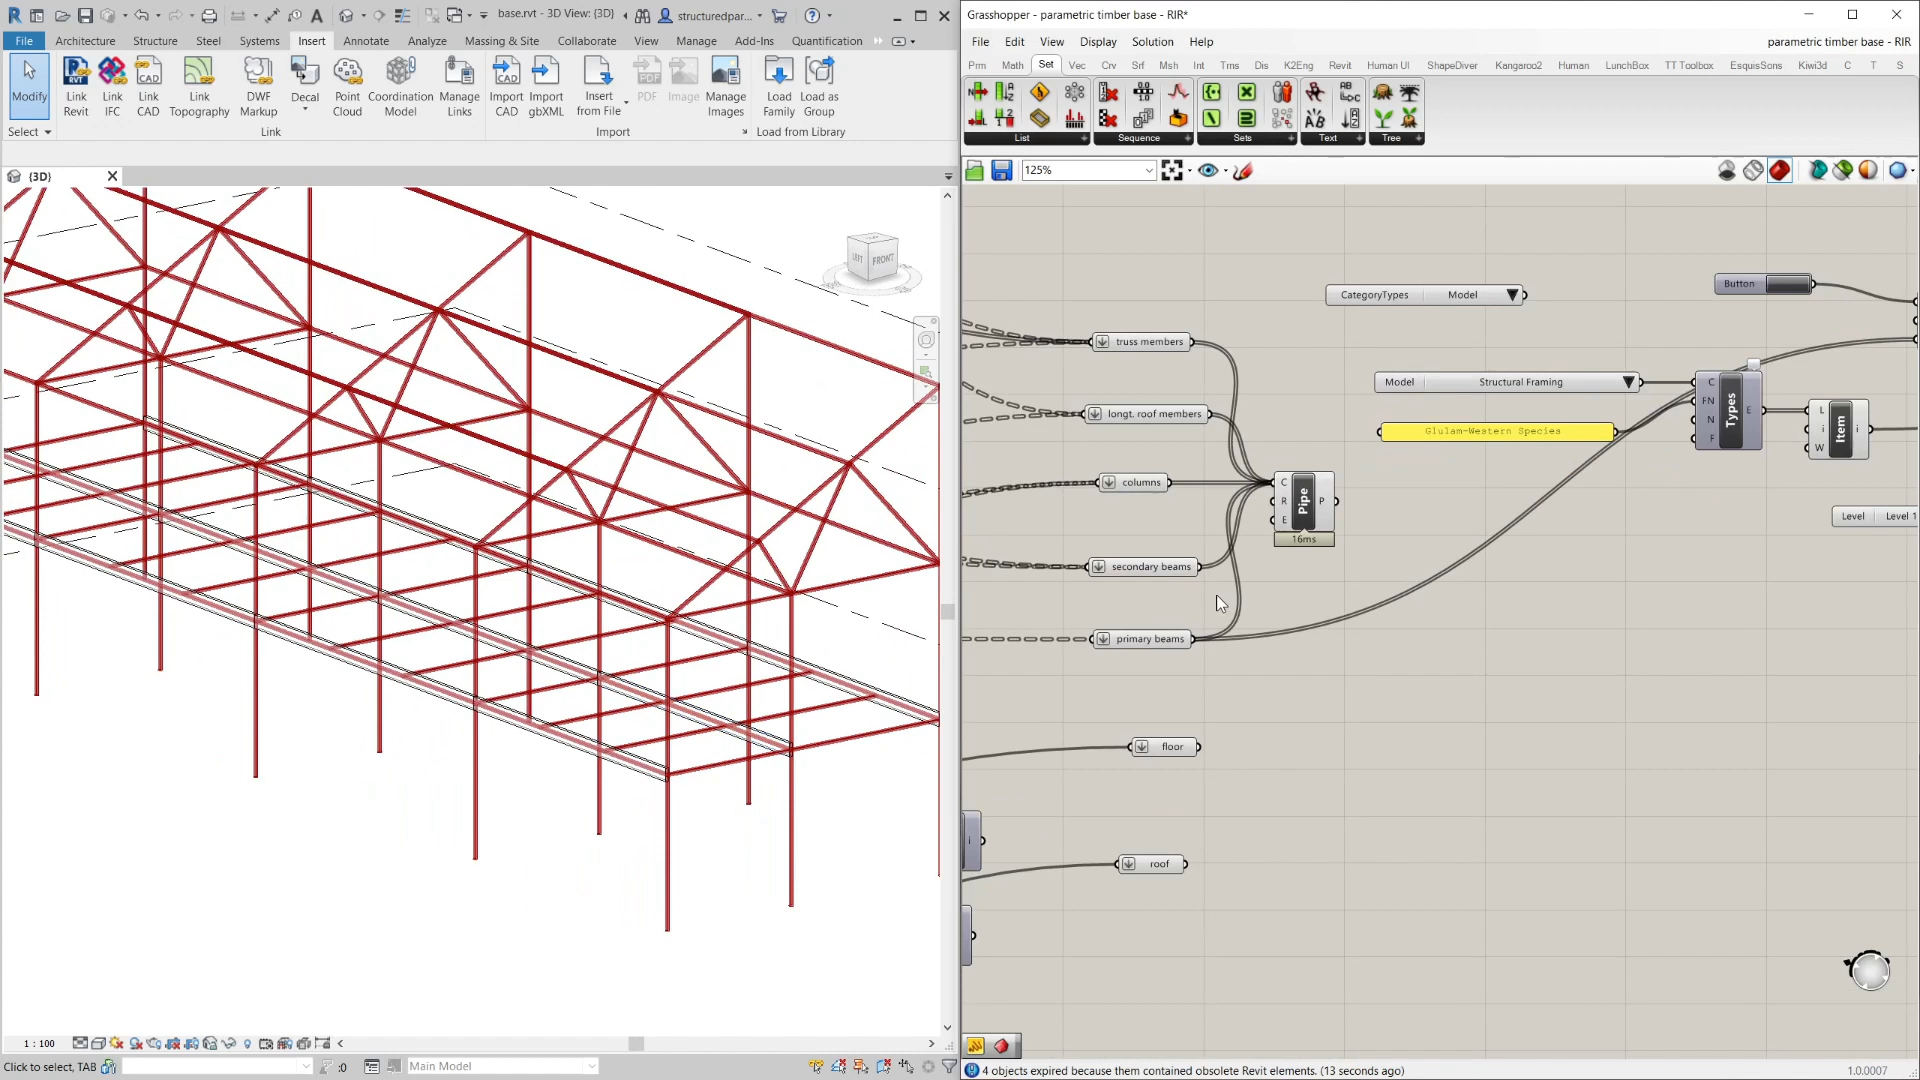 base.rvt - 3D View: {3D}
structuredpar...
File
Architecture
Structure
Steel
Systems
Insert
Annotate
Analyze
Massing & Site
Collaborate
View
Manage
Add-Ins
Quantification
Modify
Link Revit
Link IFC
Link CAD
Link Topography
DWF Markup
Decal
Point Cloud
Coordination Model
Manage Links
Import CAD
Import gbXML
Insert from File
PDF
Image
Manage Images
Load Family
Load as Group
Select
Link
Import
Load from Library
{3D}
LEFT
FRONT
1 : 100
Click to select, TAB
:0
Main Model
Grasshopper - parametric timber base - RIR*
File
Edit
View
Display
Solution
Help
parametric timber base - RIR
Prm
Math
Set
Vec
Crv
Srf
Msh
Int
Trns
Dis
K2Eng
Revit
Human UI
ShapeDiver
Kangaroo2
Human
LunchBox
TT Toolbox
EsquisSons
Kiwi3d
C
T
S
List
Sequence
Sets
Text
Tree
125%
CategoryTypes
Model
Button
truss members
longt. roof members
columns
secondary beams
primary beams
C
R
E
Pipe
P
16ms
Model
Structural Framing
Glulam-Western Species
C
FN
N
F
Types
E
L
i
W
Item
i
Level
Level 1
floor
roof
i
4 objects expired because them contained obsolete Revit elements. (13 seconds ago)
1.0.0007